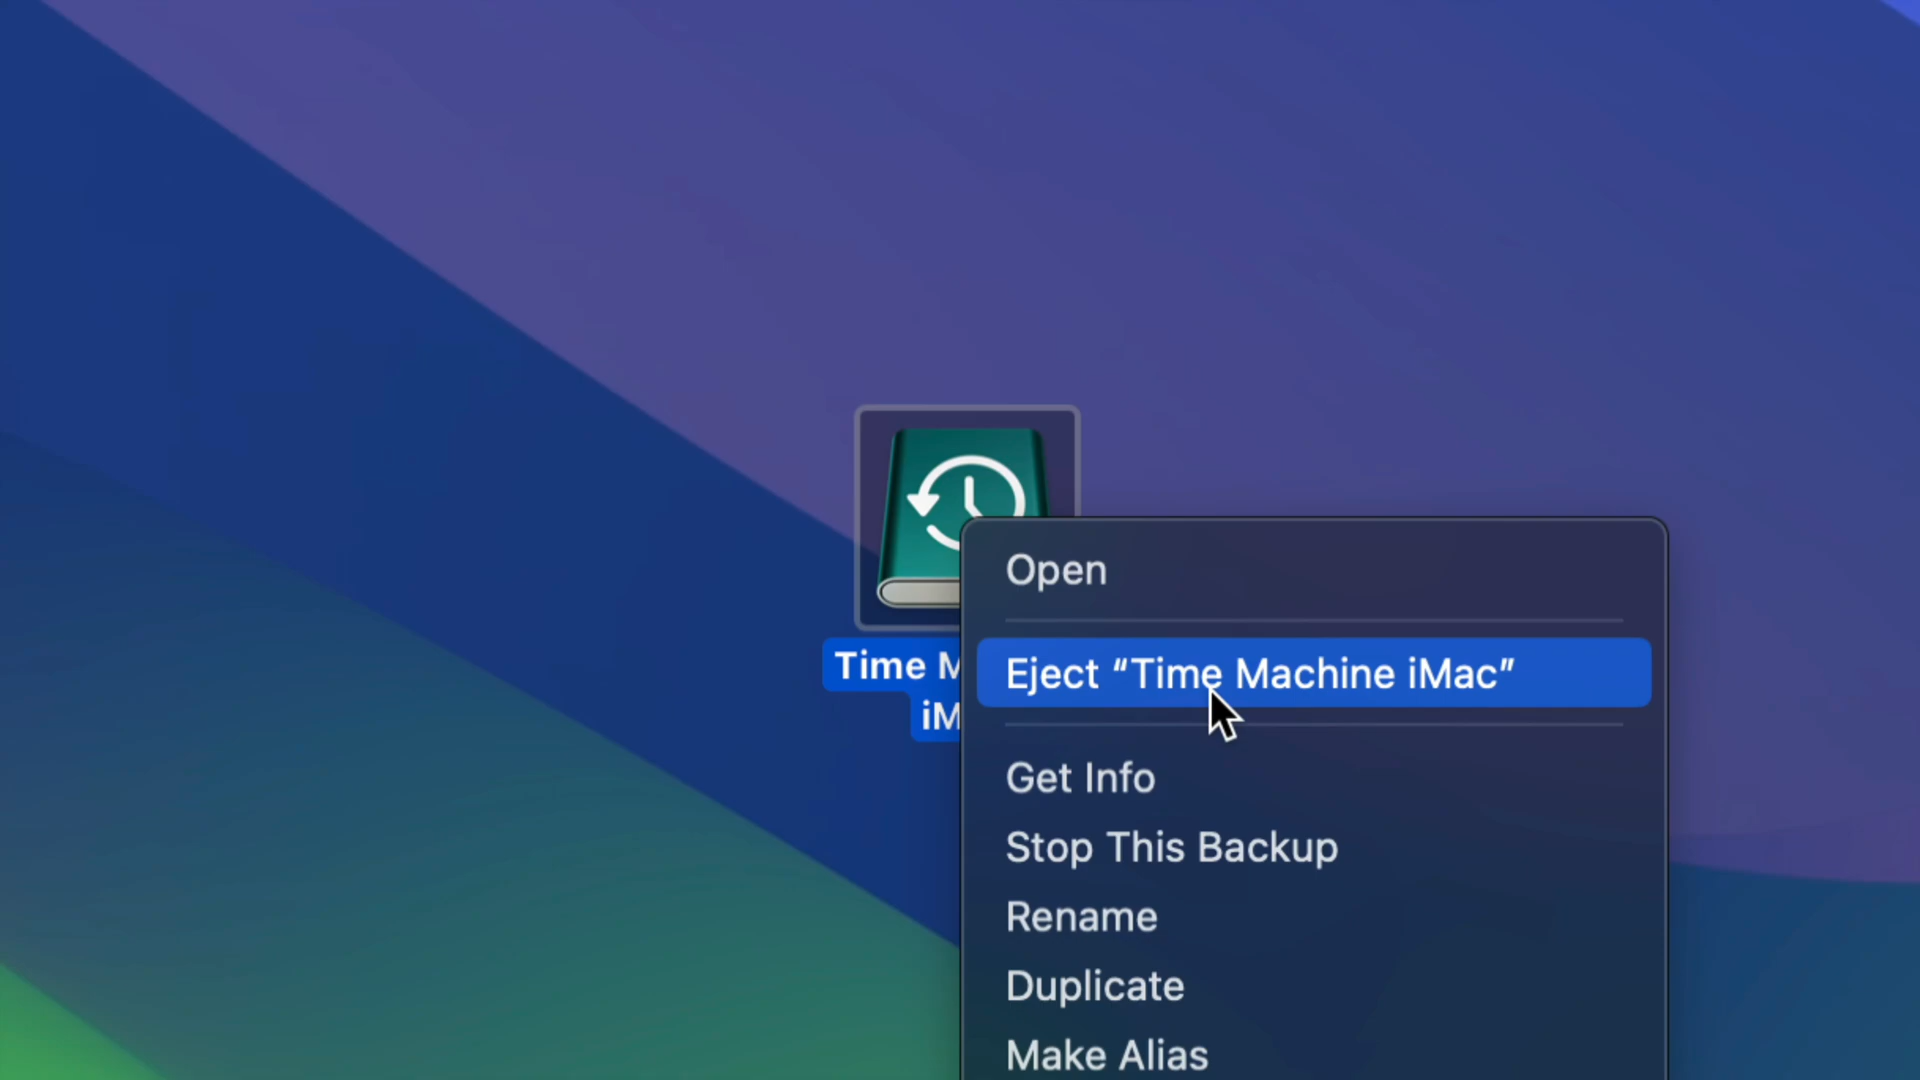 Open
Time M
Eject “Time Machine iMac”
iM
Get Info
Stop This Backup
Rename
Duplicate
Make Alias